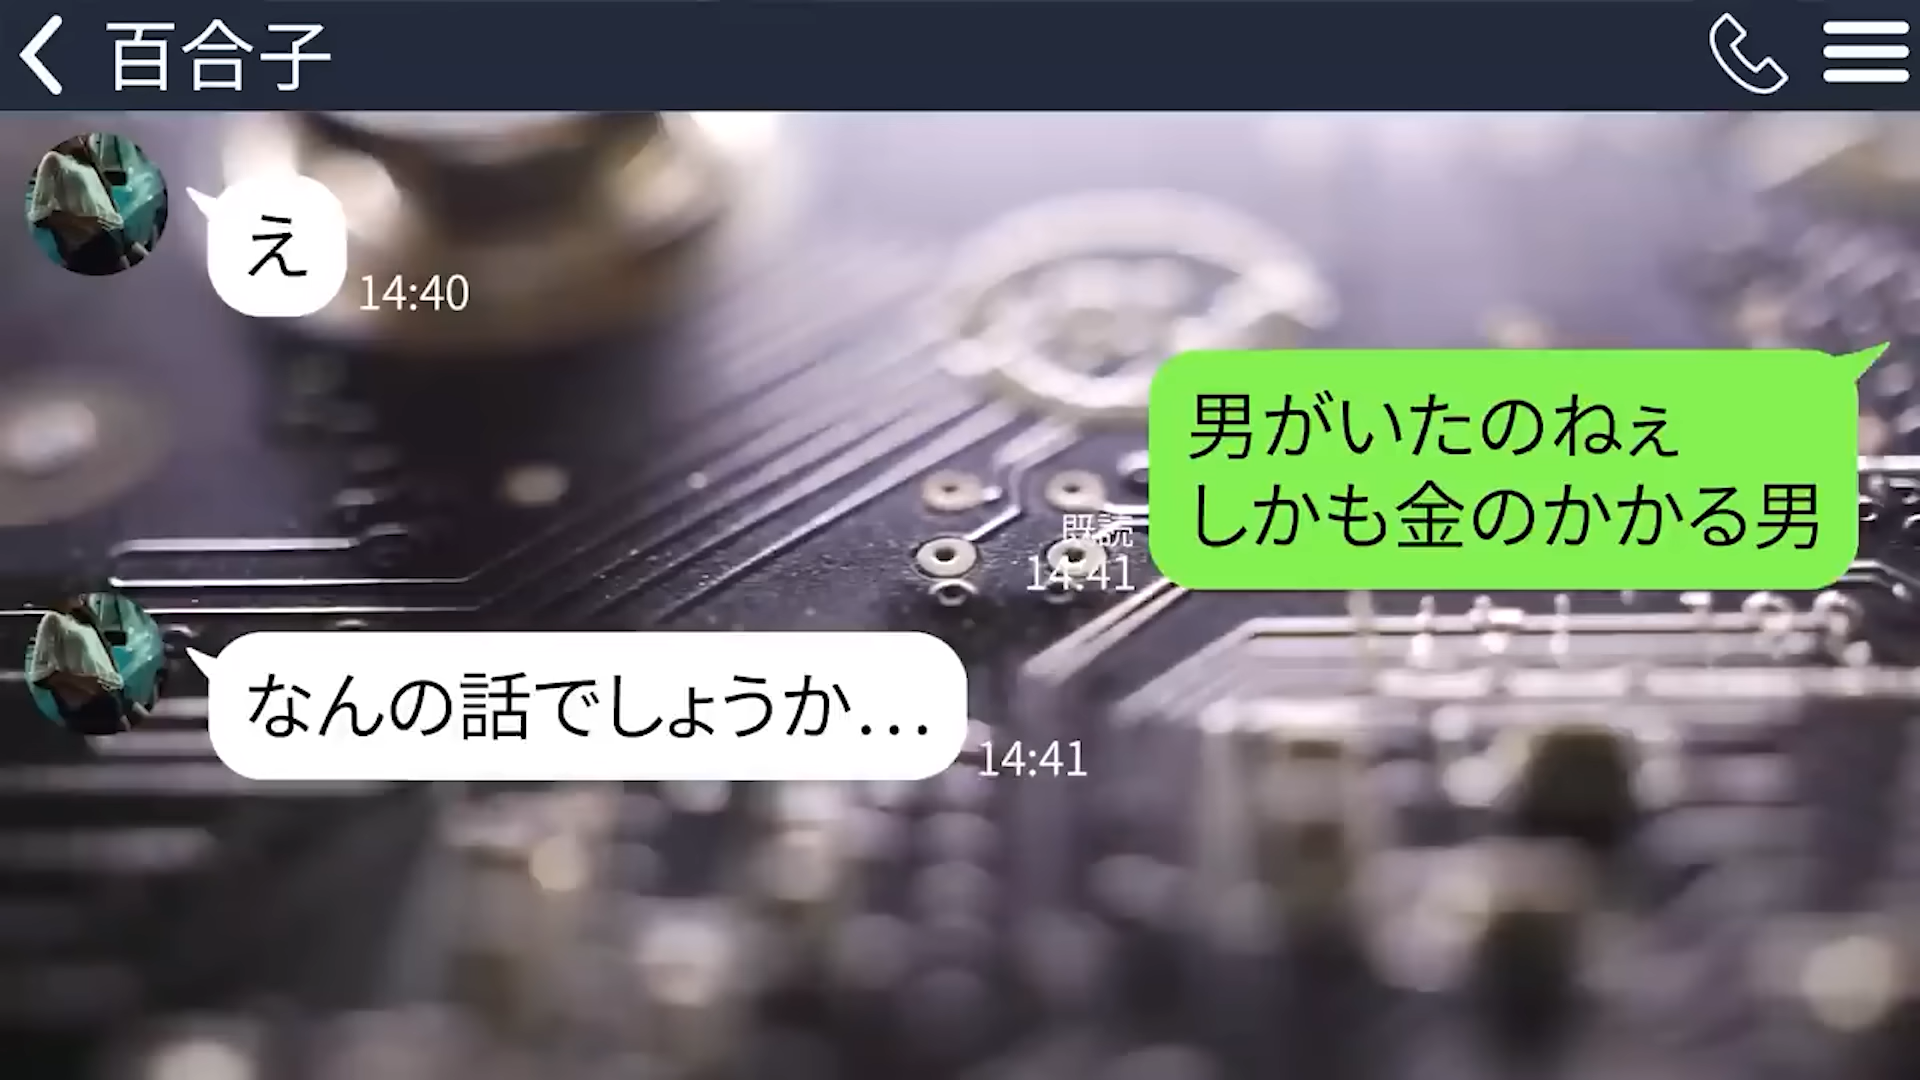 百合子
え
14:40
男がいたのねぇ
しかも金のかかる男
既読
14:41
なんの話でしょうか…
14:41